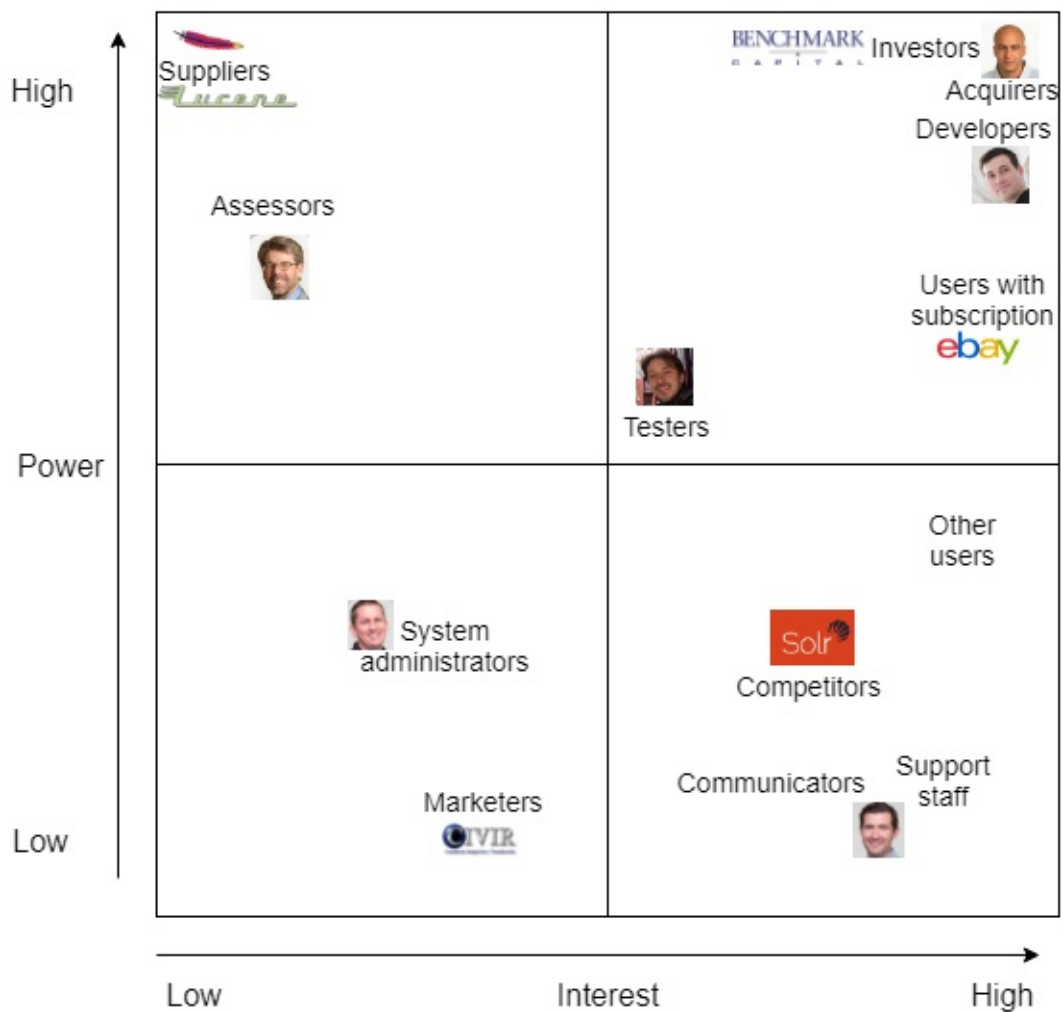 High
Suppliers
Lucene
BENCHMARK
CAPITAL
Investors
Acquirers
Developers
Assessors
Users with
subscription
ebay
Testers
Power
Other
users
System
administrators
Solr
Competitors
Communicators
Support
staff
Marketers
CIVIR
Low
Low
Interest
High